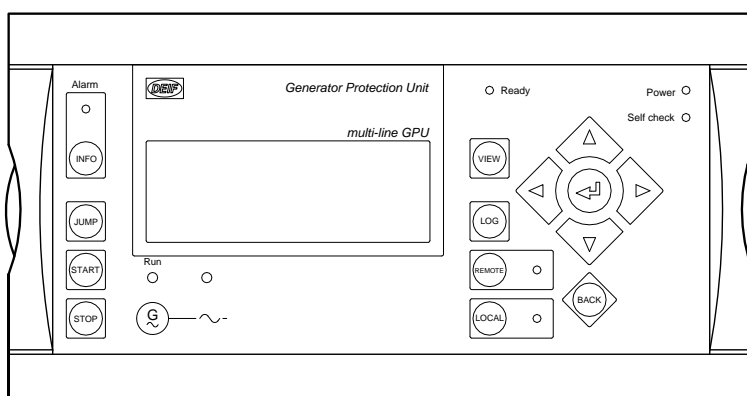 Alarm
INFO
JUMP
START
STOP
DEIF
Generator Protection Unit
multi-line GPU
Run
G
Ready
Power
Self check
VIEW
LOG
REMOTE
LOCAL
BACK